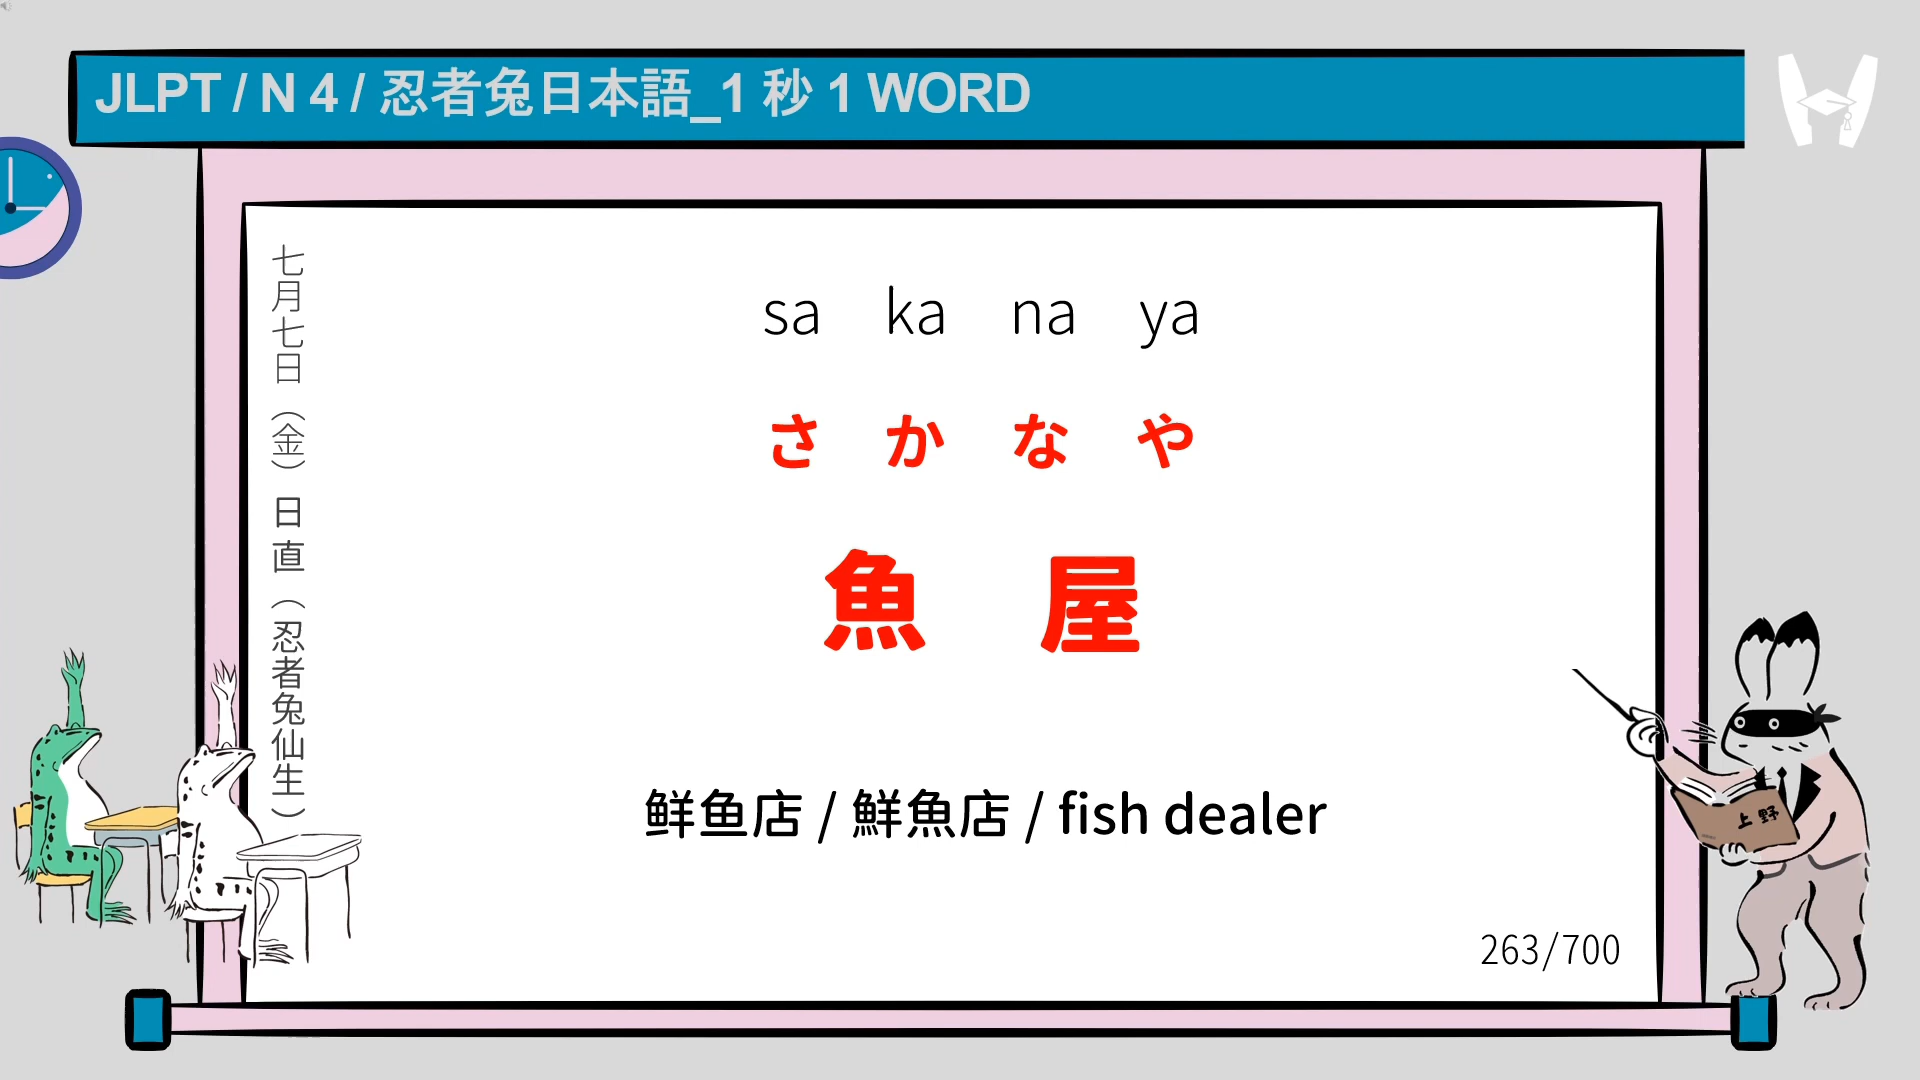 JLPT / N 4 / 忍者兔日本語_1 秒 1 WORD
七月七日（金）日直（忍者兔仙生）
sa ka na ya
さ か な や
魚 屋
鲜鱼店 / 鮮魚店 / fish dealer
上野
263/700